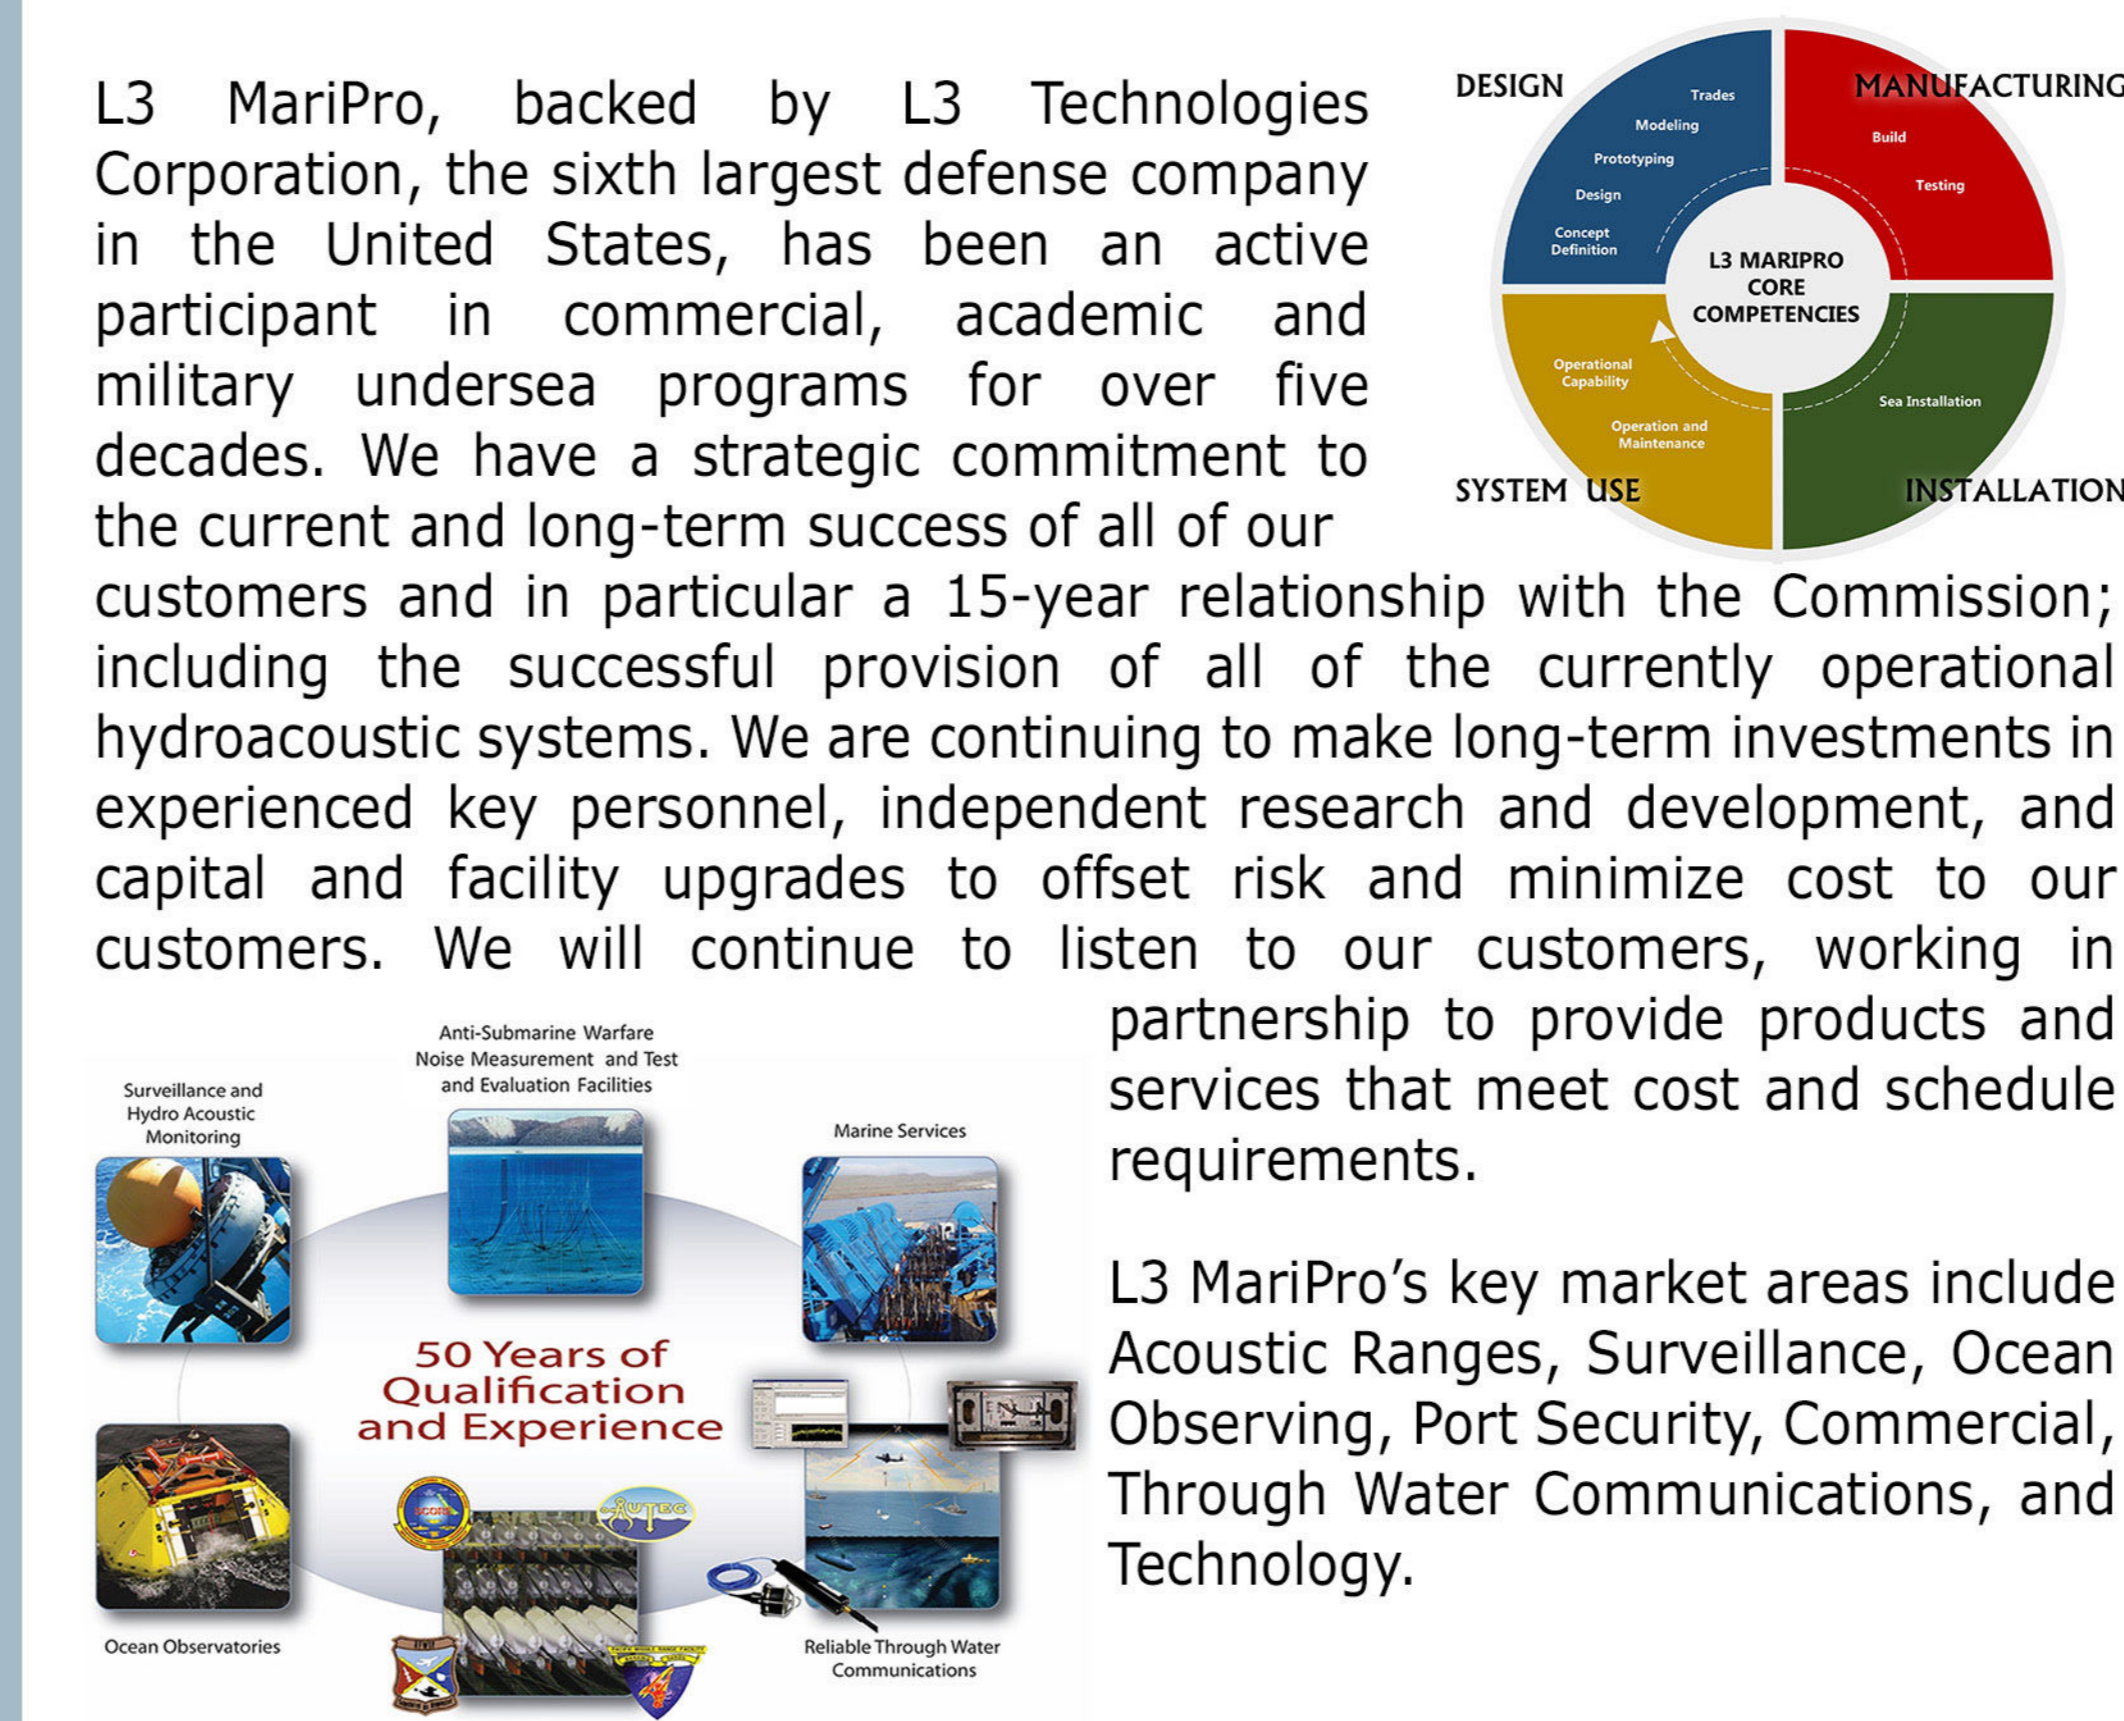 L3 MariPro, backed by L3 Technologies
Corporation, the sixth largest defense company
in the United States, has been an active
participant in commercial, academic and
military undersea programs for over five
decades. We have a strategic commitment to
the current and long-term success of all of our
customers and in particular a 15-year relationship with the Commission;
including the successful provision of all of the currently operational
hydroacoustic systems. We are continuing to make long-term investments in
experienced key personnel, independent research and development, and
capital and facility upgrades to offset risk and minimize cost to our
customers. We will continue to listen to our customers, working in
partnership to provide products and
services that meet cost and schedule
requirements.
L3 MariPro’s key market areas include
Acoustic Ranges, Surveillance, Ocean
Observing, Port Security, Commercial,
Through Water Communications, and
Technology.
DESIGN
Trades
Modeling
Prototyping
Design
Concept
Definition
MANUFACTURING
Build
Testing
L3 MARIPRO
CORE
COMPETENCIES
Operational
Capability
Operation and
Maintenance
SYSTEM USE
Sea Installation
INSTALLATION
Anti-Submarine Warfare
Noise Measurement and Test
and Evaluation Facilities
Surveillance and
Hydro Acoustic
Monitoring
Marine Services
50 Years of
Qualification
and Experience
SCORE
AUTEC
Ocean Observatories
Reliable Through Water
Communications